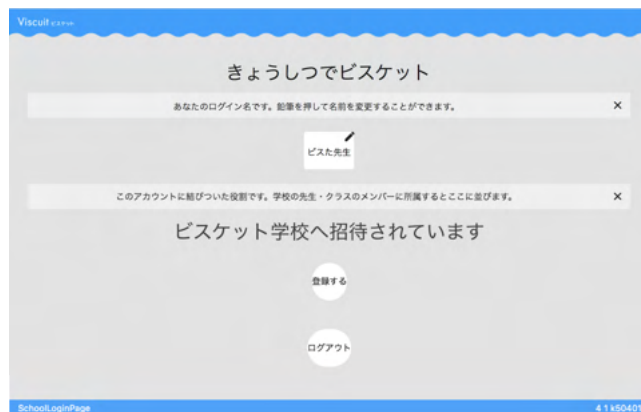 Viscuit ビスケット
きょうしつでビスケット
あなたのログイン名です。鉛筆を押して名前を変更することができます。 ×
ビスた先生
このアカウントに結びついた役割です。学校の先生・クラスのメンバーに所属するとここに並びます。 ×
ビスケット学校へ招待されています
登録する
ログアウト
SchoolLoginPage